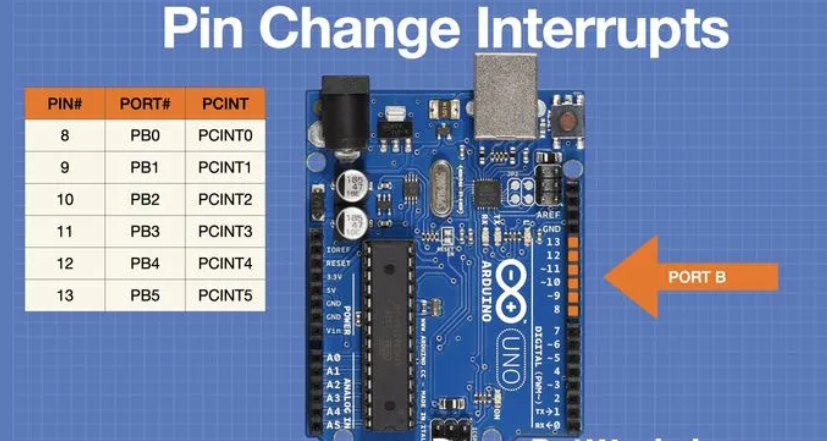 Pin Change Interrupts
PIN# PORT# PCINT
8 PB0 PCINT0
9 PB1 PCINT1
10 PB2 PCINT2
11 PB3 PCINT3
12 PB4 PCINT4
13 PB5 PCINT5
AREF
GND
13
12
~11
~10
~9
8
7
~6
~5
4
~3
2
TX→1
RX←0
PORT B
IOREF
RESET
3.3V
5V
GND
GND
Vin
POWER
A0
A1
A2
A3
A4
A5
ANALOG IN
ARDUINO
UNO
DIGITAL (PWM~)